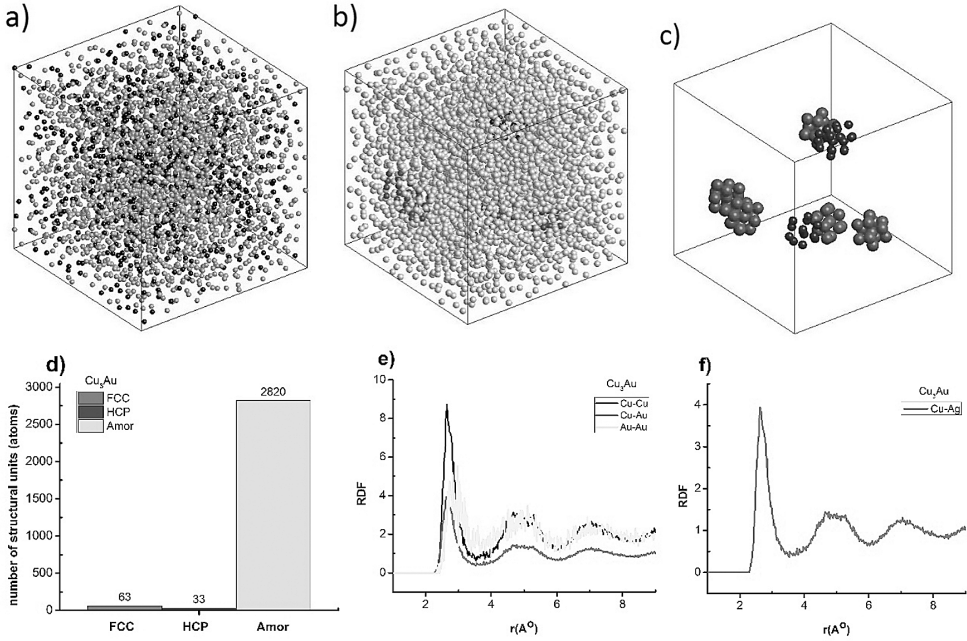 a)
b)
c)
d)
Cu₃Au
FCC
HCP
Amor
number of structural units (atoms)
3000
2500
2000
1500
1000
500
0
63
33
2820
FCC
HCP
Amor
e)
Cu₃Au
Cu-Cu
Cu-Au
Au-Au
RDF
10
8
6
4
2
0
2
4
6
8
r(Aᴼ)
f)
Cu₃Au
Cu-Ag
RDF
4
3
2
1
0
2
4
6
8
r(Aᴼ)